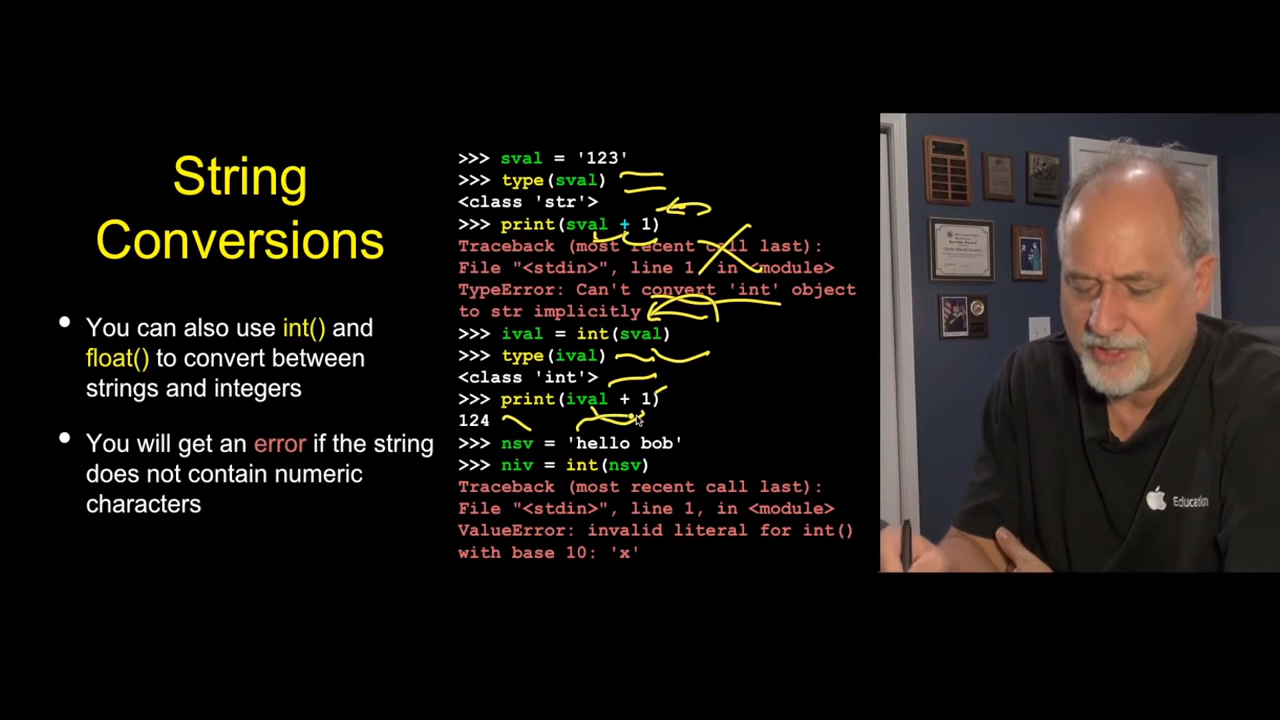 String
Conversions
• You can also use int() and
float() to convert between
strings and integers
• You will get an error if the string
does not contain numeric
characters
>>> sval = '123'
>>> type(sval)
<class 'str'>
>>> print(sval + 1)
Traceback (most recent call last):
File "<stdin>", line 1, in <module>
TypeError: Can't convert 'int' object
to str implicitly
>>> ival = int(sval)
>>> type(ival)
<class 'int'>
>>> print(ival + 1)
124
>>> nsv = 'hello bob'
>>> niv = int(nsv)
Traceback (most recent call last):
File "<stdin>", line 1, in <module>
ValueError: invalid literal for int()
with base 10: 'x'
Education